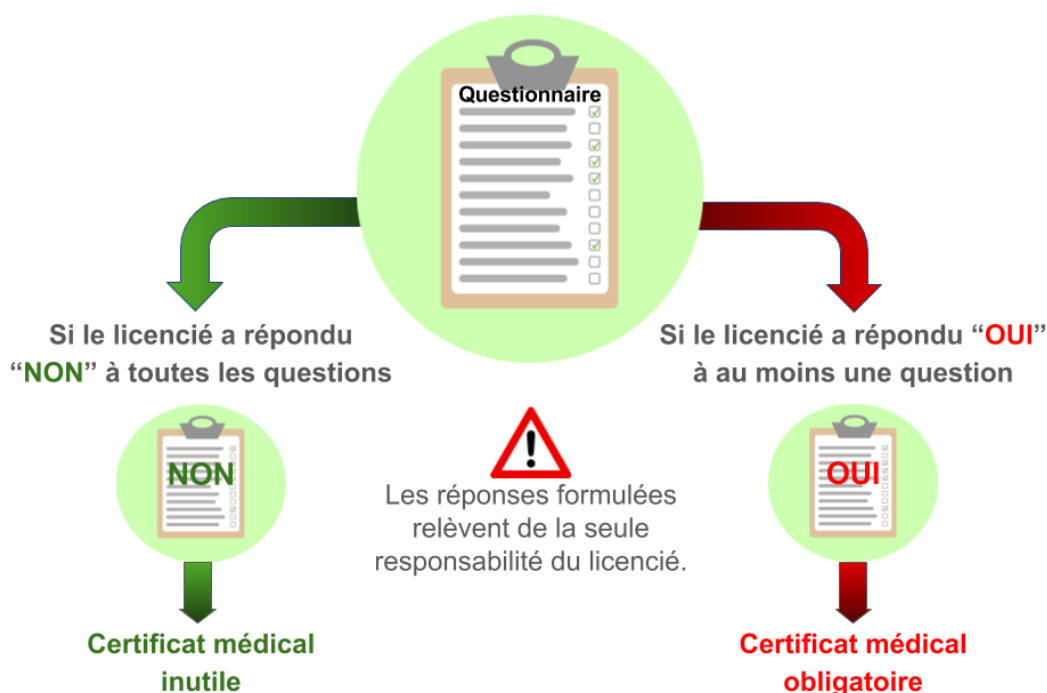 Questionnaire
Si le licencié a répondu
“NON” à toutes les questions
Si le licencié a répondu “OUI”
à au moins une question
NON
OUI
Les réponses formulées
relèvent de la seule
responsabilité du licencié.
Certificat médical
inutile
Certificat médical
obligatoire